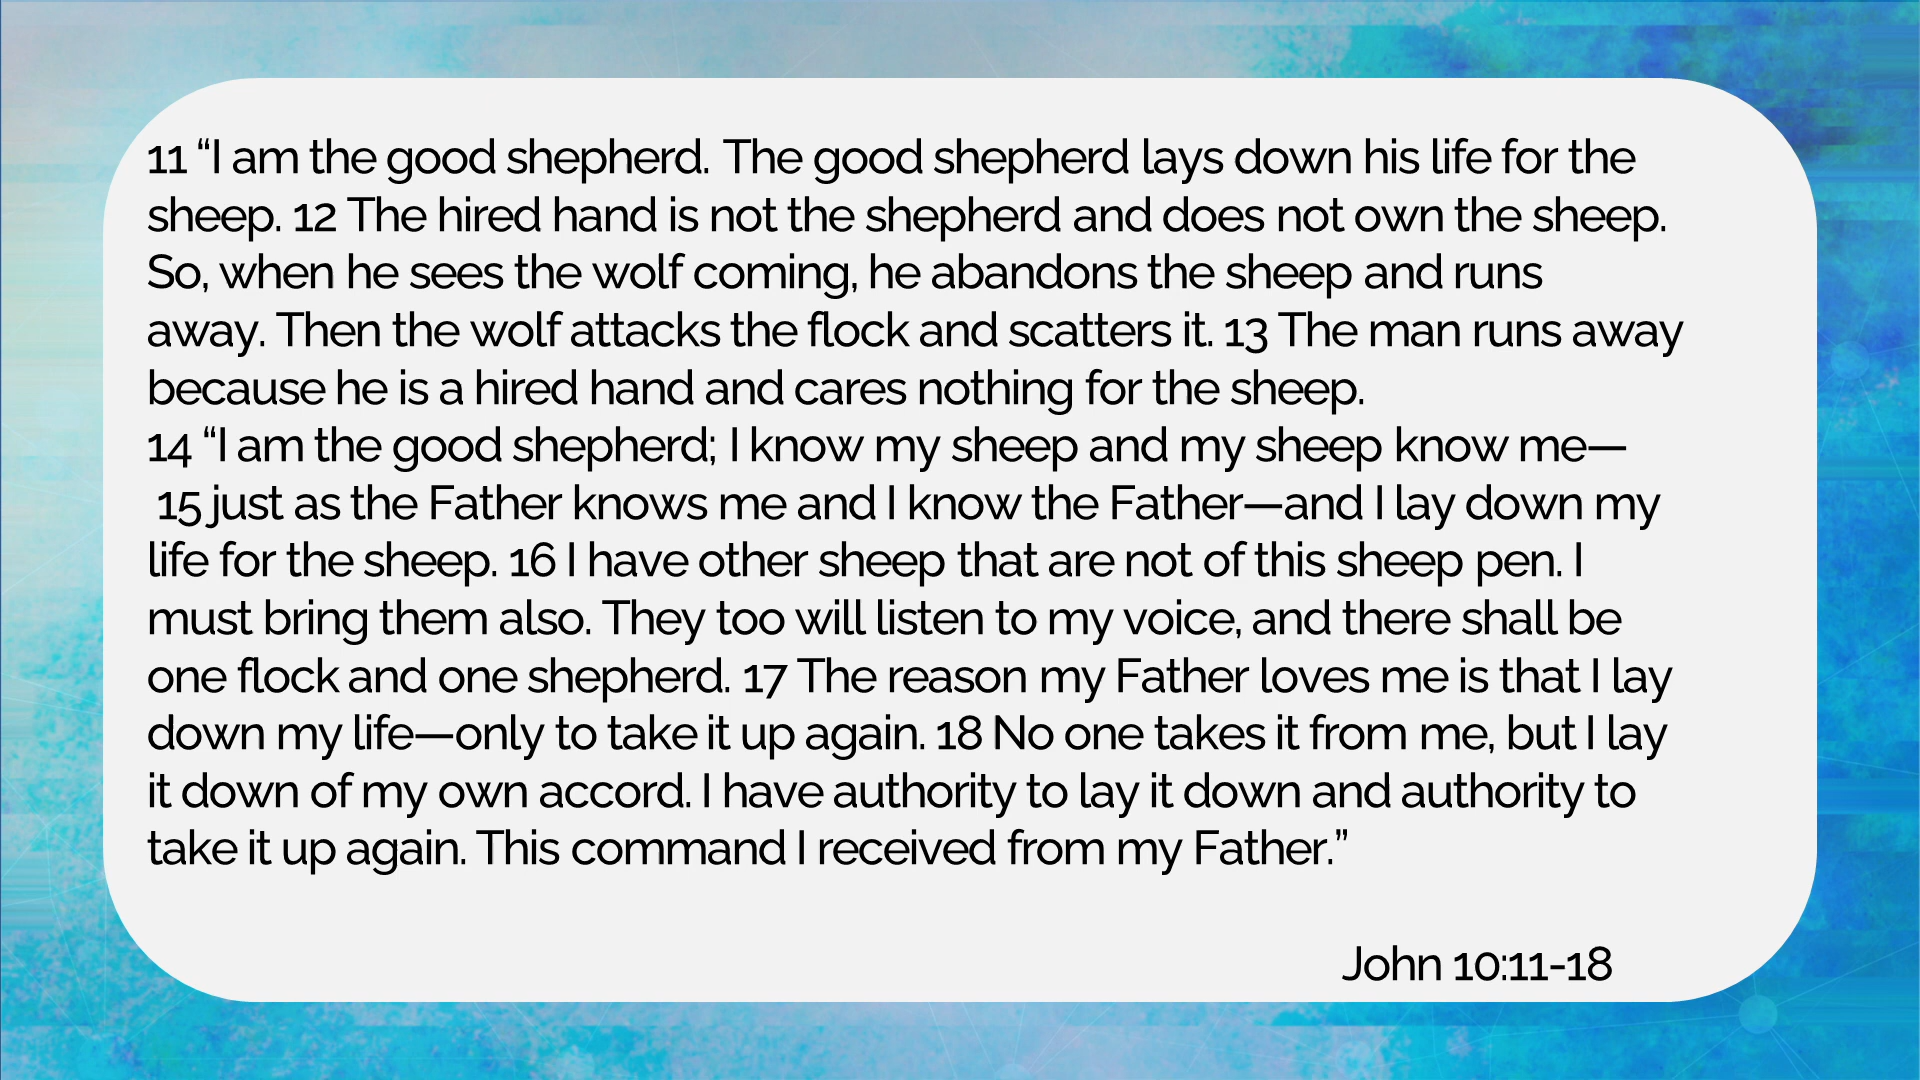 11 “I am the good shepherd. The good shepherd lays down his life for the
sheep. 12 The hired hand is not the shepherd and does not own the sheep.
So, when he sees the wolf coming, he abandons the sheep and runs
away. Then the wolf attacks the flock and scatters it. 13 The man runs away
because he is a hired hand and cares nothing for the sheep.
14 “I am the good shepherd; I know my sheep and my sheep know me—
15 just as the Father knows me and I know the Father—and I lay down my
life for the sheep. 16 I have other sheep that are not of this sheep pen. I
must bring them also. They too will listen to my voice, and there shall be
one flock and one shepherd. 17 The reason my Father loves me is that I lay
down my life—only to take it up again. 18 No one takes it from me, but I lay
it down of my own accord. I have authority to lay it down and authority to
take it up again. This command I received from my Father.”
John 10:11-18